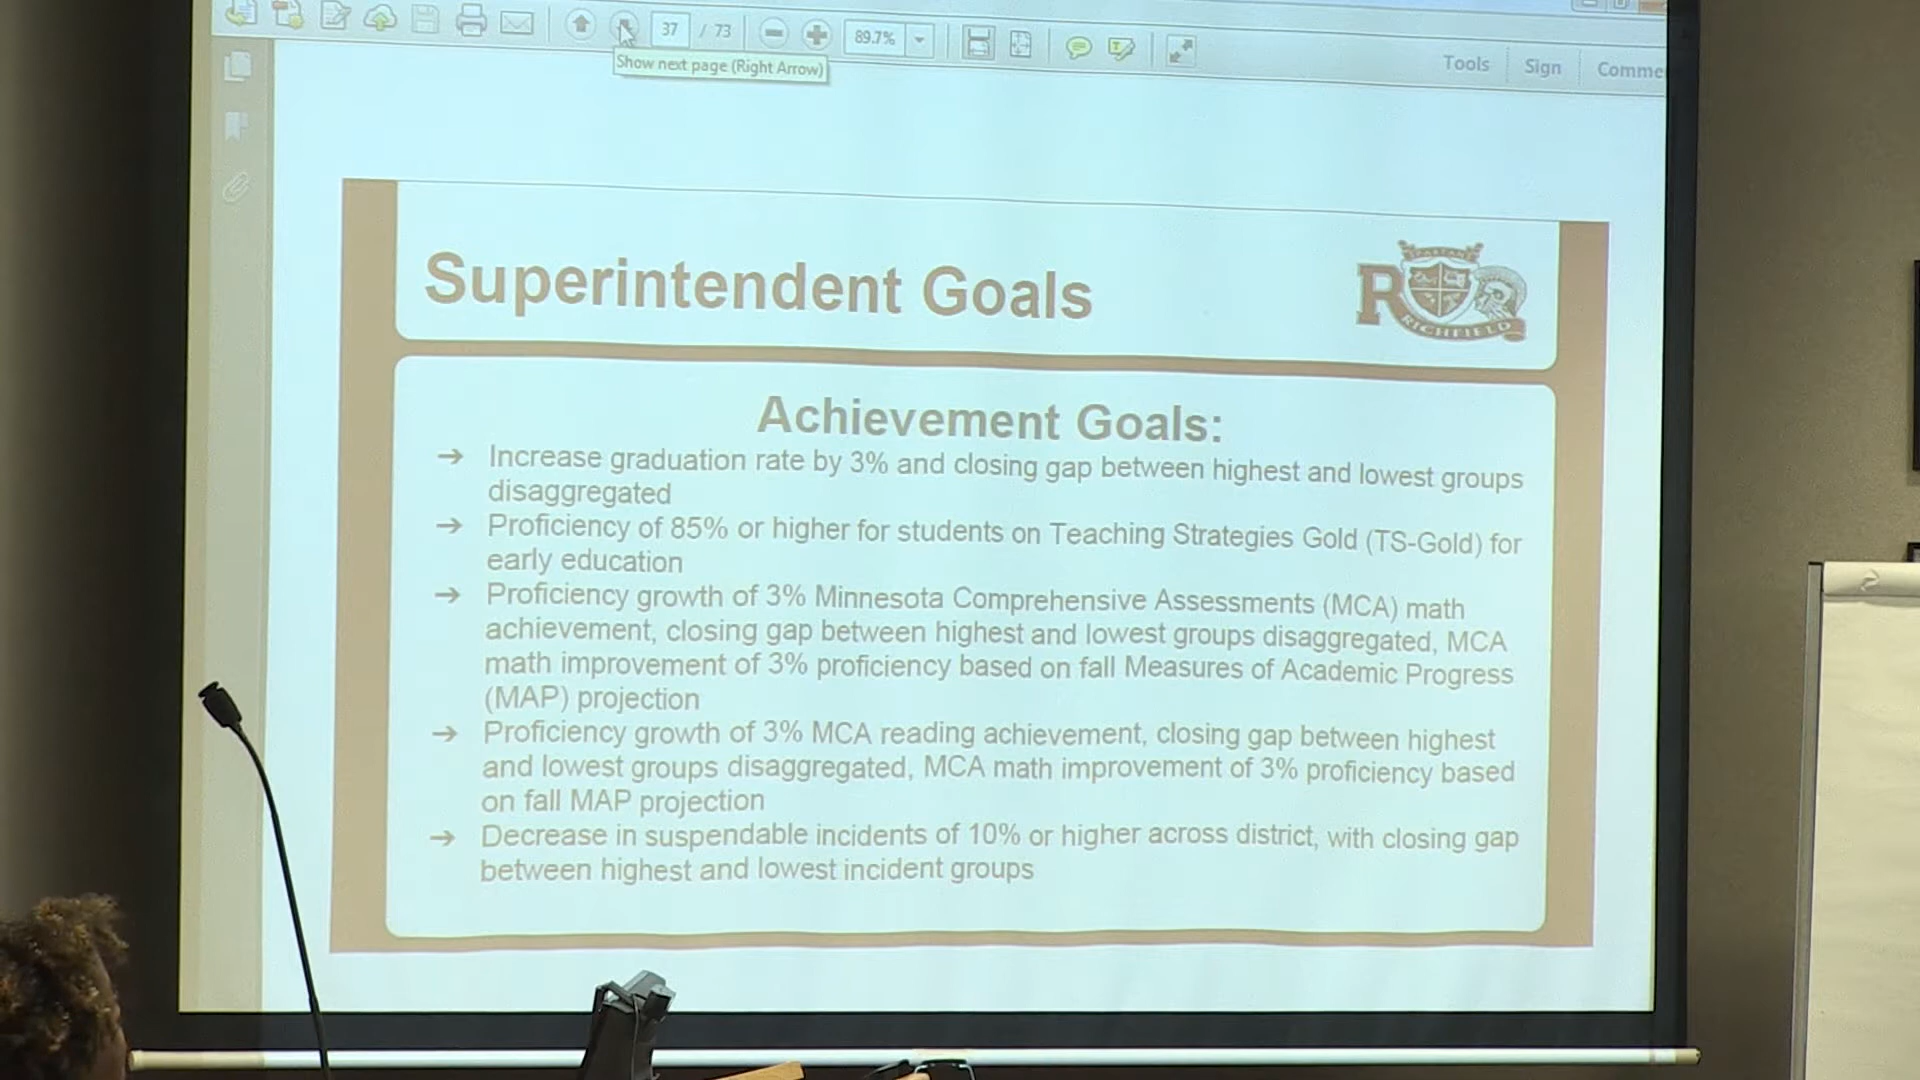 37 / 73
89.7%
Show next page (Right Arrow)
Tools
Sign
Comme
Superintendent Goals
SPARTANS
R
RICHFIELD
Achievement Goals:
→ Increase graduation rate by 3% and closing gap between highest and lowest groups
disaggregated
→ Proficiency of 85% or higher for students on Teaching Strategies Gold (TS-Gold) for
early education
→ Proficiency growth of 3% Minnesota Comprehensive Assessments (MCA) math
achievement, closing gap between highest and lowest groups disaggregated, MCA
math improvement of 3% proficiency based on fall Measures of Academic Progress
(MAP) projection
→ Proficiency growth of 3% MCA reading achievement, closing gap between highest
and lowest groups disaggregated, MCA math improvement of 3% proficiency based
on fall MAP projection
→ Decrease in suspendable incidents of 10% or higher across district, with closing gap
between highest and lowest incident groups